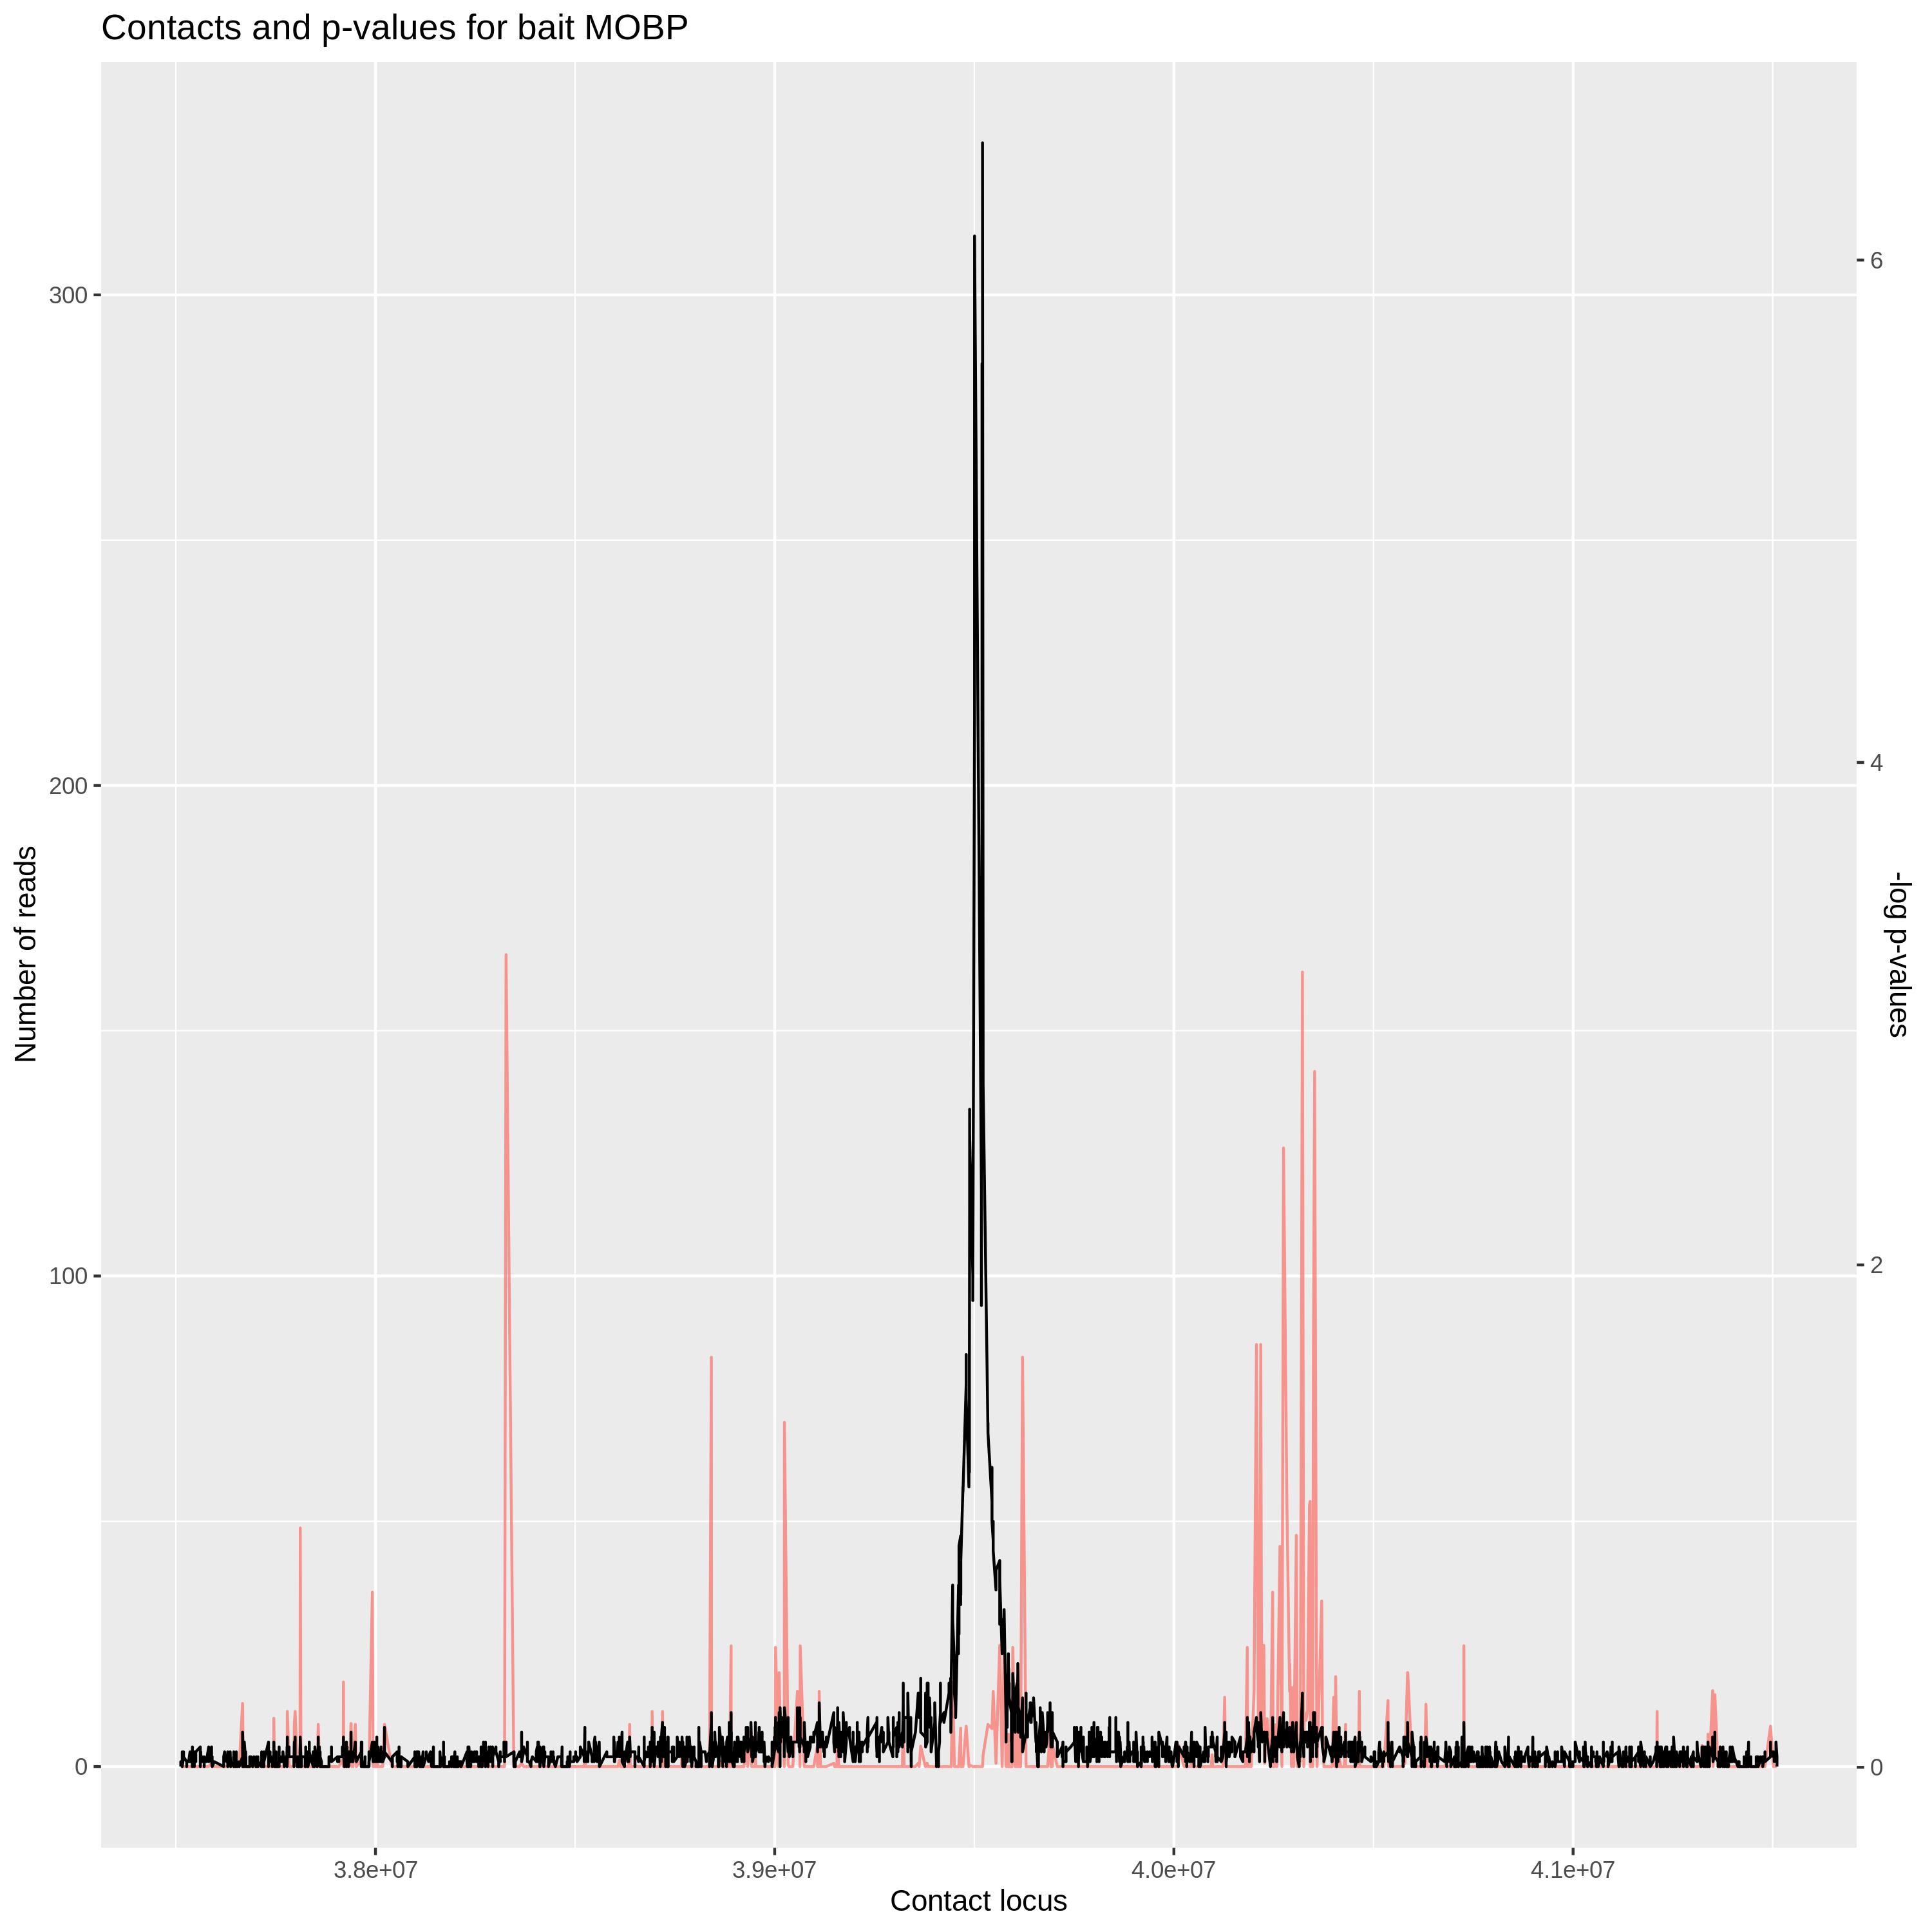 Contacts and p-values for bait MOBP
Number of reads
300
200
100
0
6
4
2
0
-log p-values
3.8e+07
3.9e+07
4.0e+07
4.1e+07
Contact locus